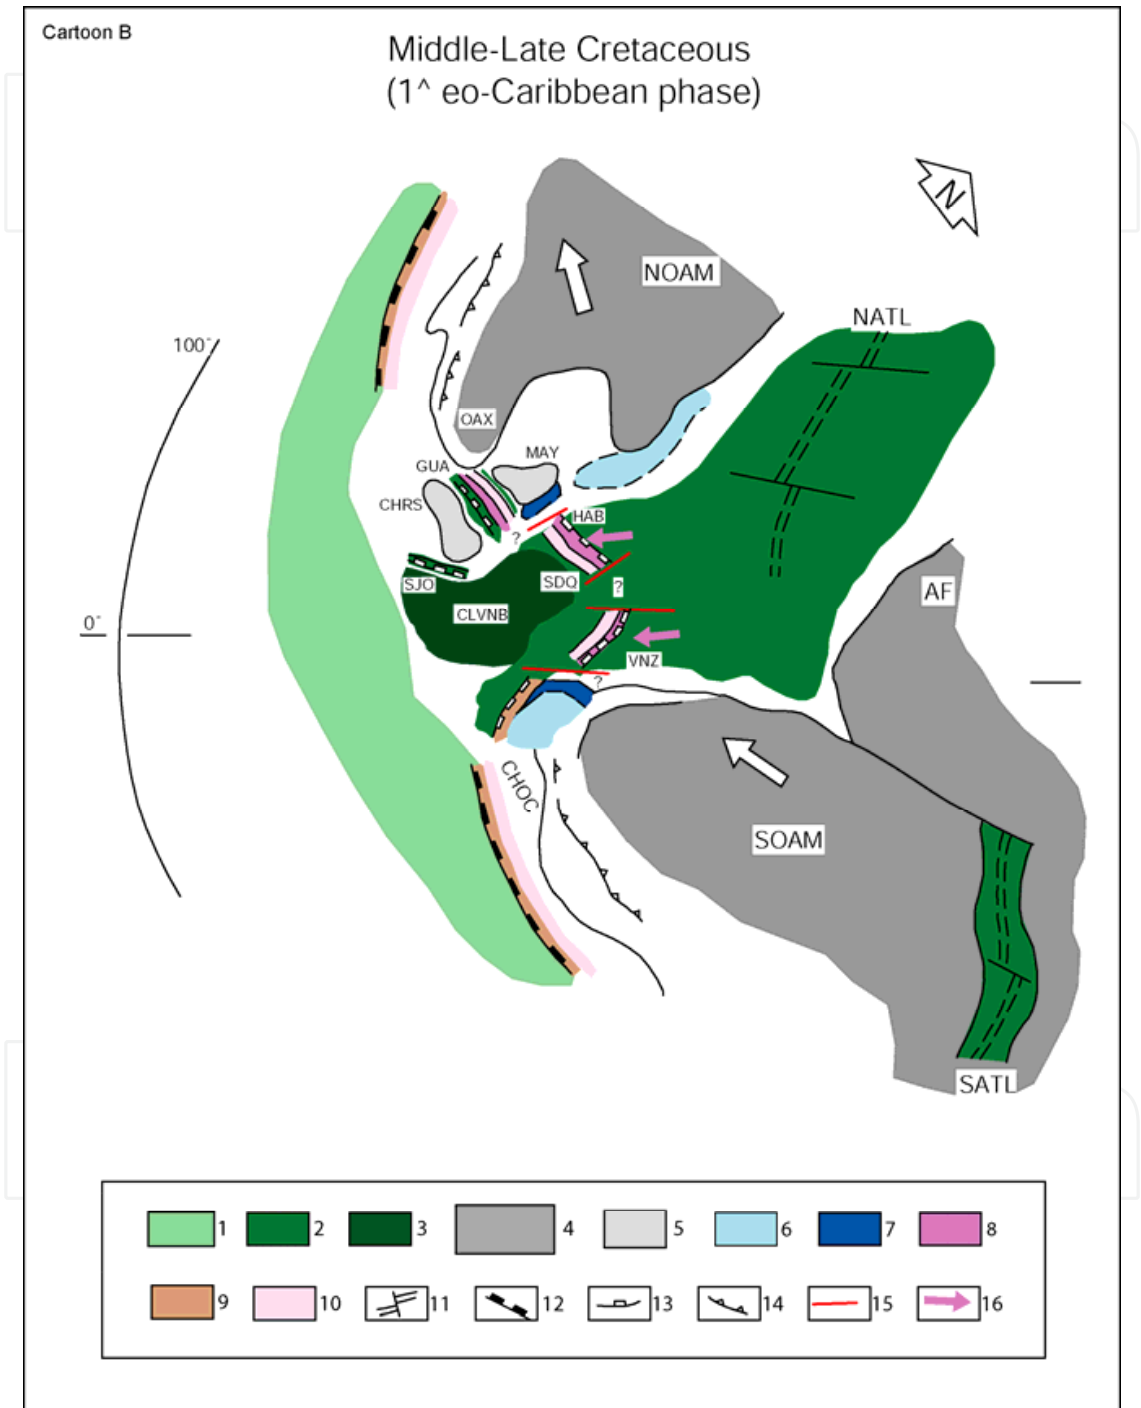 Cartoon B
Middle-Late Cretaceous
(1^ eo-Caribbean phase)
N
NOAM
NATL
100°
OAX
MAY
GUA
CHRS
HAB
?
SJO
SDQ
?
AF
CLVNB
0°
VNZ
?
CHOC
SOAM
SATL
1 2 3 4 5 6 7 8
9 10 11 12 13 14 15 16